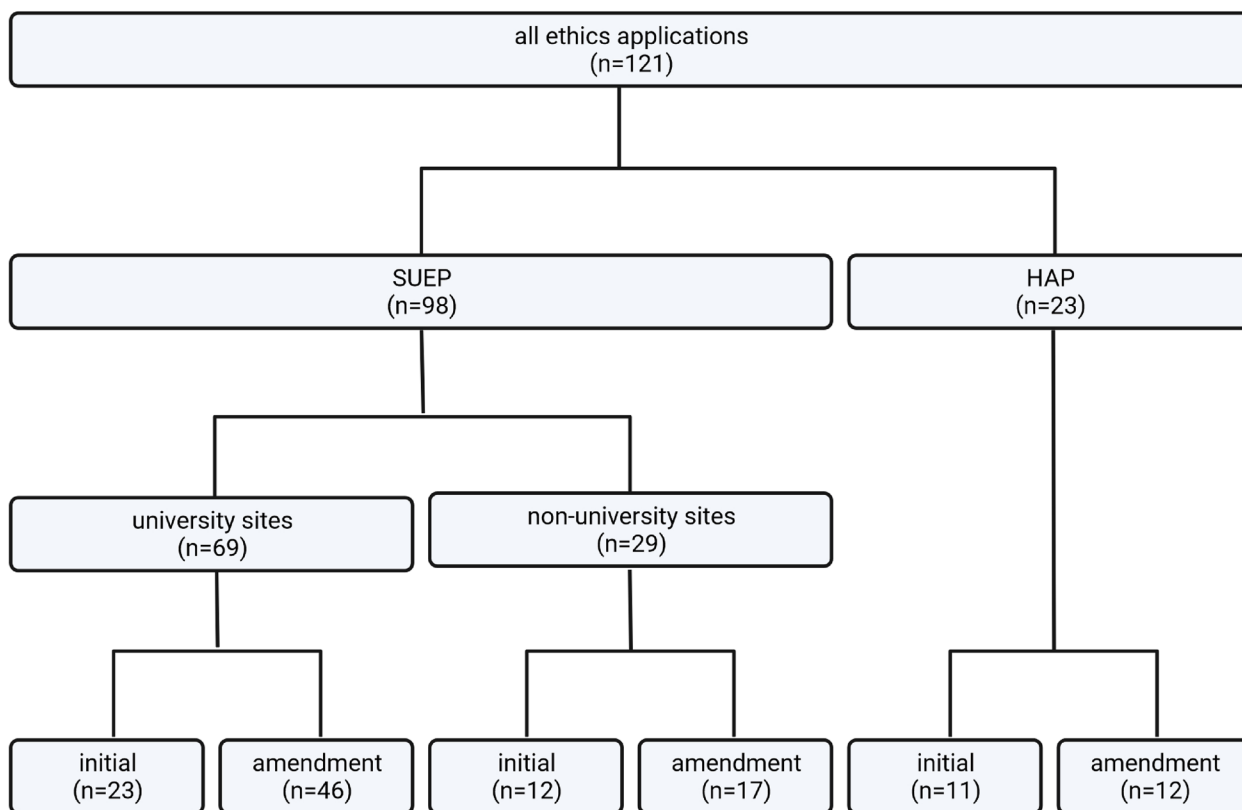 all ethics applications
(n=121)
SUEP
(n=98)
HAP
(n=23)
university sites
(n=69)
non-university sites
(n=29)
initial
(n=23)
amendment
(n=46)
initial
(n=12)
amendment
(n=17)
initial
(n=11)
amendment
(n=12)